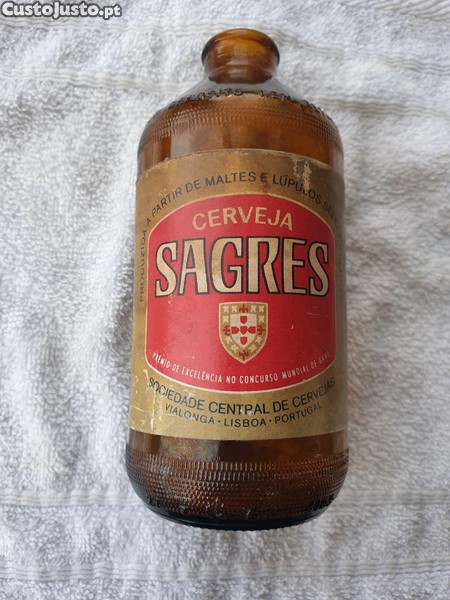 CustoJusto.pt
PRODUZIDA A PARTIR DE MALTES E LÚPULOS
CERVEJA
SAGRES
PRÉMIO DE EXCELÊNCIA NO CONCURSO MUNDIAL DE
SOCIEDADE CENTRAL DE CERVEJAS
VIALONGA · LISBOA · PORTUGAL